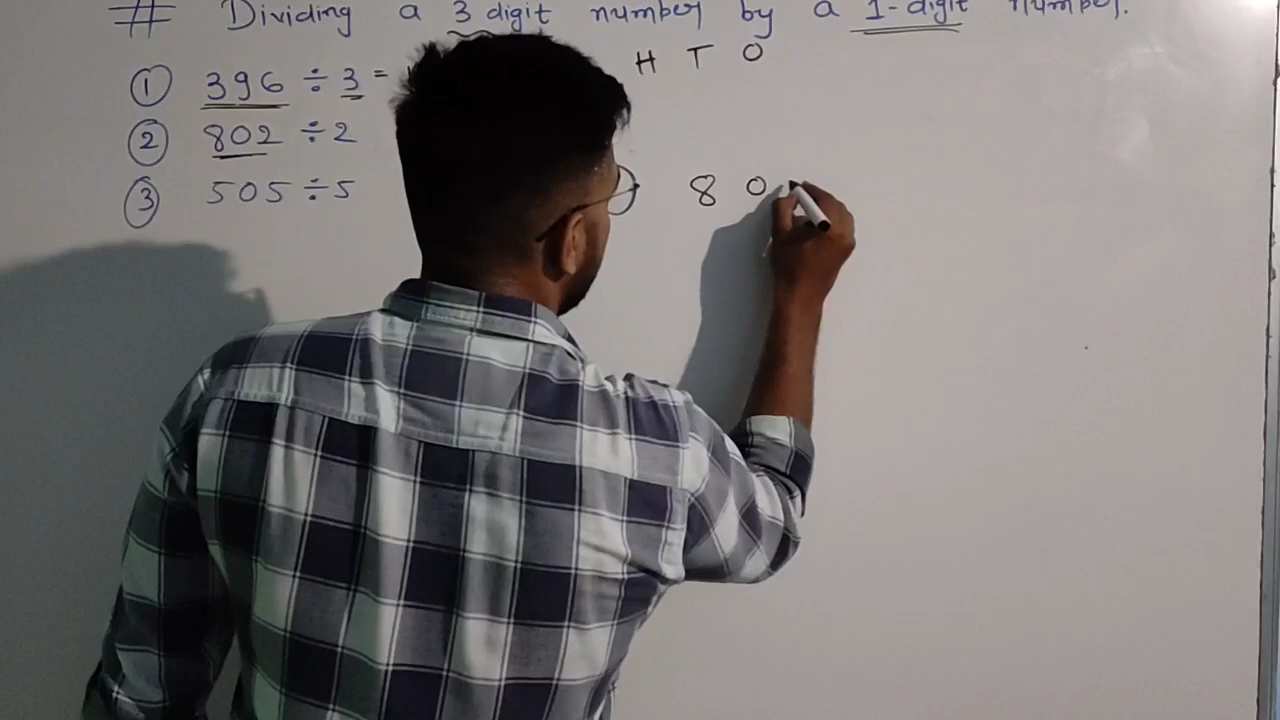 # Dividing a 3 digit number by a 1-digit number.
H T O
① 396 ÷ 3 =
② 802 ÷ 2
8 0
③ 505 ÷ 5